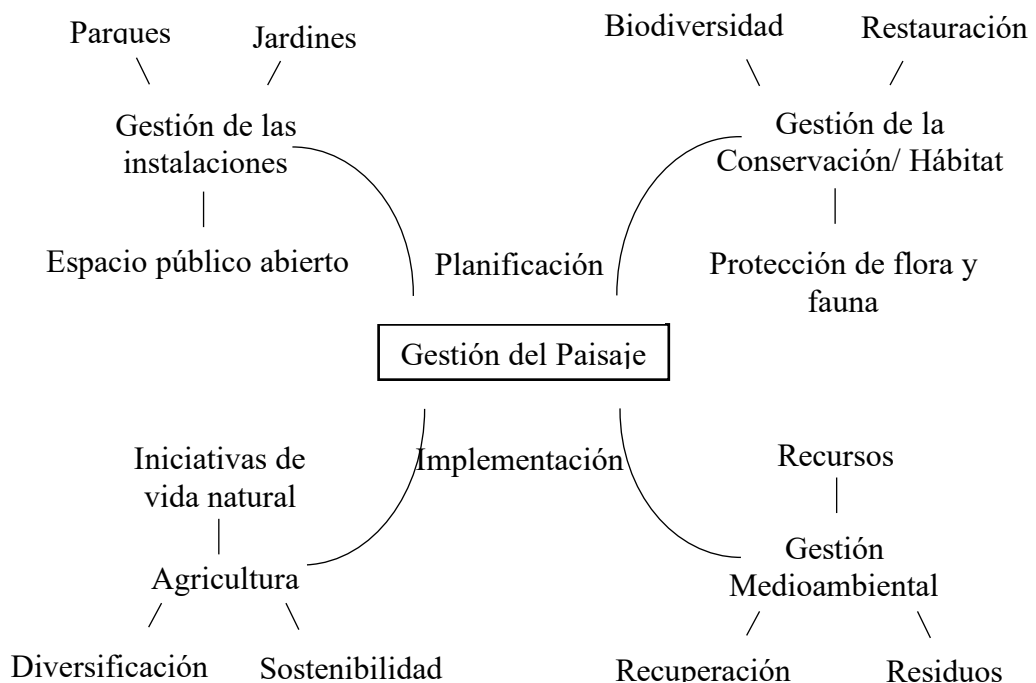 Parques
Jardines
Gestión de las
instalaciones
Espacio público abierto
Biodiversidad
Restauración
Gestión de la
Conservación/ Hábitat
Protección de flora y
fauna
Planificación
Gestión del Paisaje
Implementación
Iniciativas de
vida natural
Agricultura
Diversificación
Sostenibilidad
Recursos
Gestión
Medioambiental
Recuperación
Residuos